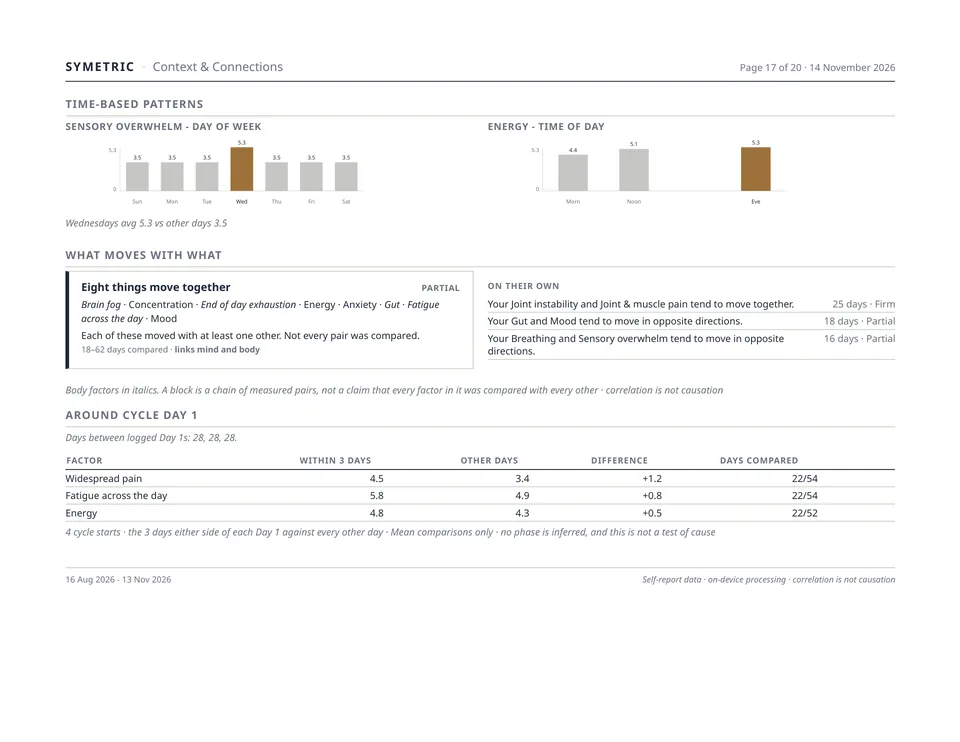 SYMETRIC · Context & Connections
Page 17 of 20 · 14 November 2026
TIME-BASED PATTERNS
SENSORY OVERWHELM - DAY OF WEEK
5.3
0
3.5 3.5 3.5 5.3 3.5 3.5 3.5
Sun Mon Tue Wed Thu Fri Sat
Wednesdays avg 5.3 vs other days 3.5
ENERGY - TIME OF DAY
5.3
0
4.4 5.1 5.3
Morn Noon Eve
WHAT MOVES WITH WHAT
Eight things move together PARTIAL
Brain fog · Concentration · End of day exhaustion · Energy · Anxiety · Gut · Fatigue
across the day · Mood
Each of these moved with at least one other. Not every pair was compared.
18–62 days compared · links mind and body
ON THEIR OWN
Your Joint instability and Joint & muscle pain tend to move together. 25 days · Firm
Your Gut and Mood tend to move in opposite directions. 18 days · Partial
Your Breathing and Sensory overwhelm tend to move in opposite 16 days · Partial
directions.
Body factors in italics. A block is a chain of measured pairs, not a claim that every factor in it was compared with every other · correlation is not causation
AROUND CYCLE DAY 1
Days between logged Day 1s: 28, 28, 28.
FACTOR WITHIN 3 DAYS OTHER DAYS DIFFERENCE DAYS COMPARED
Widespread pain 4.5 3.4 +1.2 22/54
Fatigue across the day 5.8 4.9 +0.8 22/54
Energy 4.8 4.3 +0.5 22/52
4 cycle starts · the 3 days either side of each Day 1 against every other day · Mean comparisons only · no phase is inferred, and this is not a test of cause
16 Aug 2026 - 13 Nov 2026
Self-report data · on-device processing · correlation is not causation